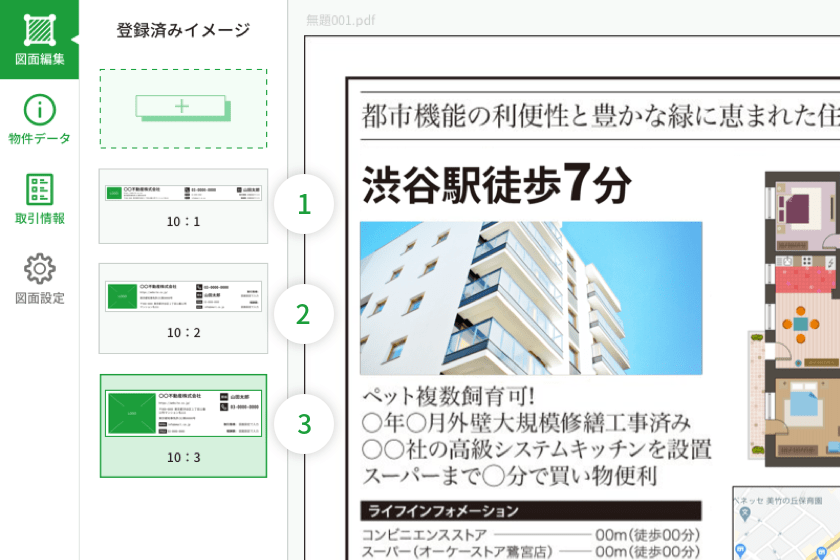 図面編集
物件データ
取引情報
図面設定
登録済みイメージ
〇〇不動産株式会社
03-0000-0000
山田太郎
10：1
〇〇不動産株式会社
03-0000-0000
山田太郎
10：2
〇〇不動産株式会社
山田太郎
03-0000-0000
10：3
1
2
3
無題001.pdf
都市機能の利便性と豊かな緑に恵まれた住
渋谷駅徒歩7分
ペット複数飼育可!
〇年〇月外壁大規模修繕工事済み
〇〇社の高級システムキッチンを設置
スーパーまで〇分で買い物便利
ライフインフォメーション
コンビニエンスストア 00m(徒歩00分)
スーパー(オーケーストア鷺宮店) 00m(徒歩00分)
ベネッセ 美竹の丘保育園